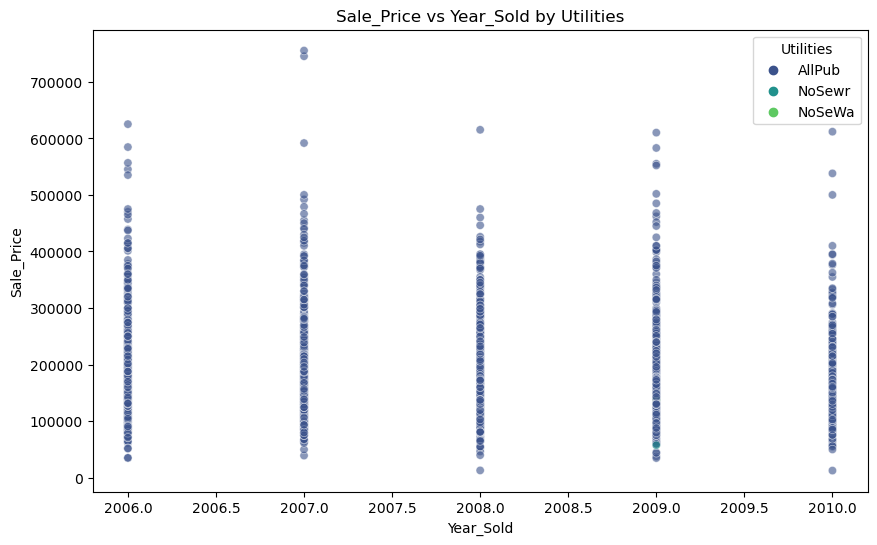 Sale_Price vs Year_Sold by Utilities
Utilities
AllPub
NoSewr
NoSeWa
700000
600000
500000
400000
300000
200000
100000
0
Sale_Price
2006.0
2006.5
2007.0
2007.5
2008.0
2008.5
2009.0
2009.5
2010.0
Year_Sold